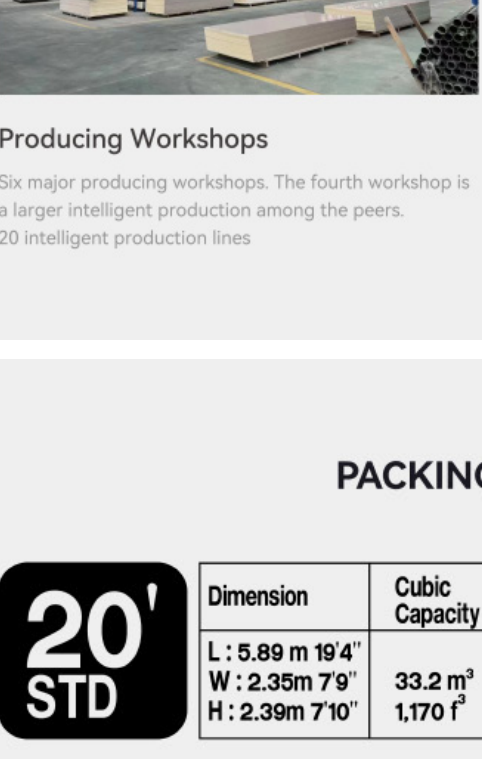 Producing Workshops
Six major producing workshops. The fourth workshop is
a larger intelligent production among the peers.
20 intelligent production lines
PACKING
20'
STD
Dimension
Cubic
Capacity
L : 5.89 m 19'4"
W : 2.35m 7'9"
H : 2.39m 7'10"
33.2 m³
1,170 f³